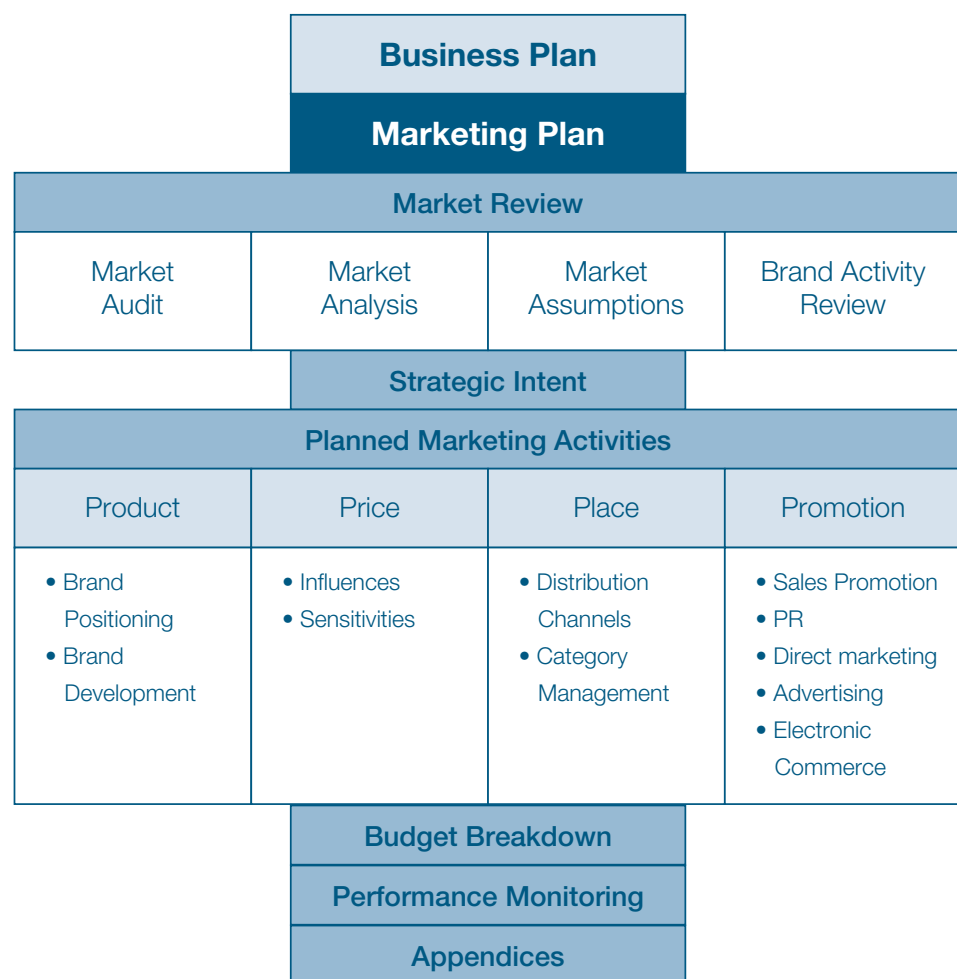 Business Plan
Marketing Plan
Market Review
Market
Audit
Market
Analysis
Market
Assumptions
Brand Activity
Review
Strategic Intent
Planned Marketing Activities
Product
Price
Place
Promotion
• Brand
Positioning
• Brand
Development
• Influences
• Sensitivities
• Distribution
Channels
• Category
Management
• Sales Promotion
• PR
• Direct marketing
• Advertising
• Electronic
Commerce
Budget Breakdown
Performance Monitoring
Appendices